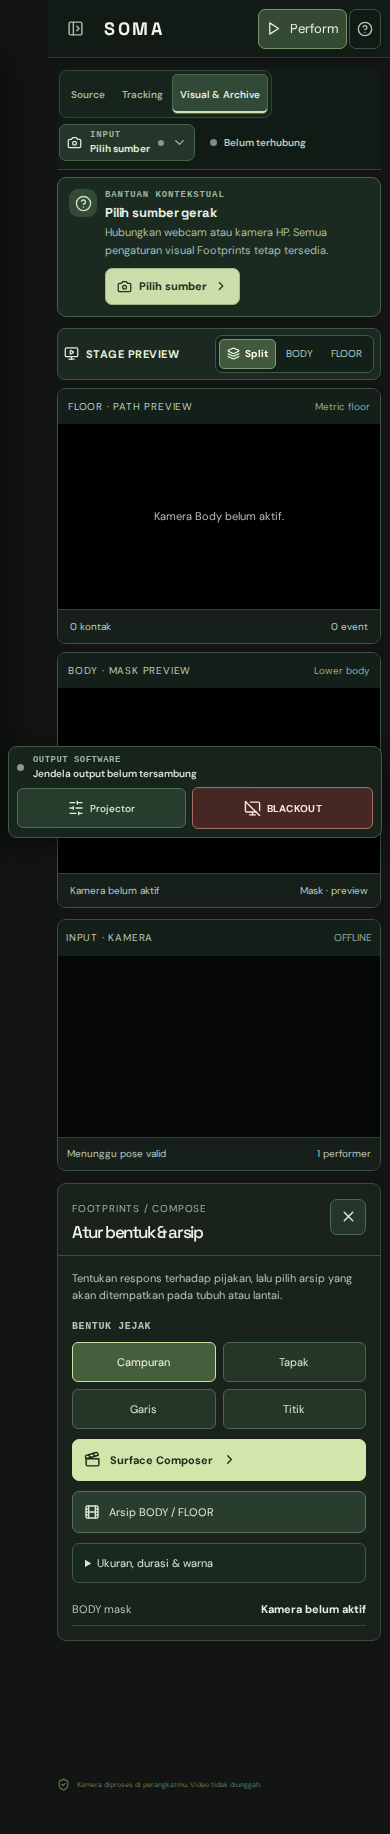 SOMA
Perform
Source Tracking Visual & Archive
INPUT
Pilih sumber
Belum terhubung
BANTUAN KONTEKSTUAL
Pilih sumber gerak
Hubungkan webcam atau kamera HP. Semua
pengaturan visual Footprints tetap tersedia.
Pilih sumber
STAGE PREVIEW
Split BODY FLOOR
FLOOR · PATH PREVIEW Metric floor
Kamera Body belum aktif.
0 kontak 0 event
BODY · MASK PREVIEW Lower body
OUTPUT SOFTWARE
Jendela output belum tersambung
Projector BLACKOUT
Kamera belum aktif Mask · preview
INPUT · KAMERA OFFLINE
Menunggu pose valid 1 performer
FOOTPRINTS / COMPOSE
Atur bentuk & arsip
Tentukan respons terhadap pijakan, lalu pilih arsip yang
akan ditempatkan pada tubuh atau lantai.
BENTUK JEJAK
Campuran Tapak
Garis Titik
Surface Composer
Arsip BODY / FLOOR
Ukuran, durasi & warna
BODY mask Kamera belum aktif
Kamera diproses di perangkatmu. Video tidak diunggah.